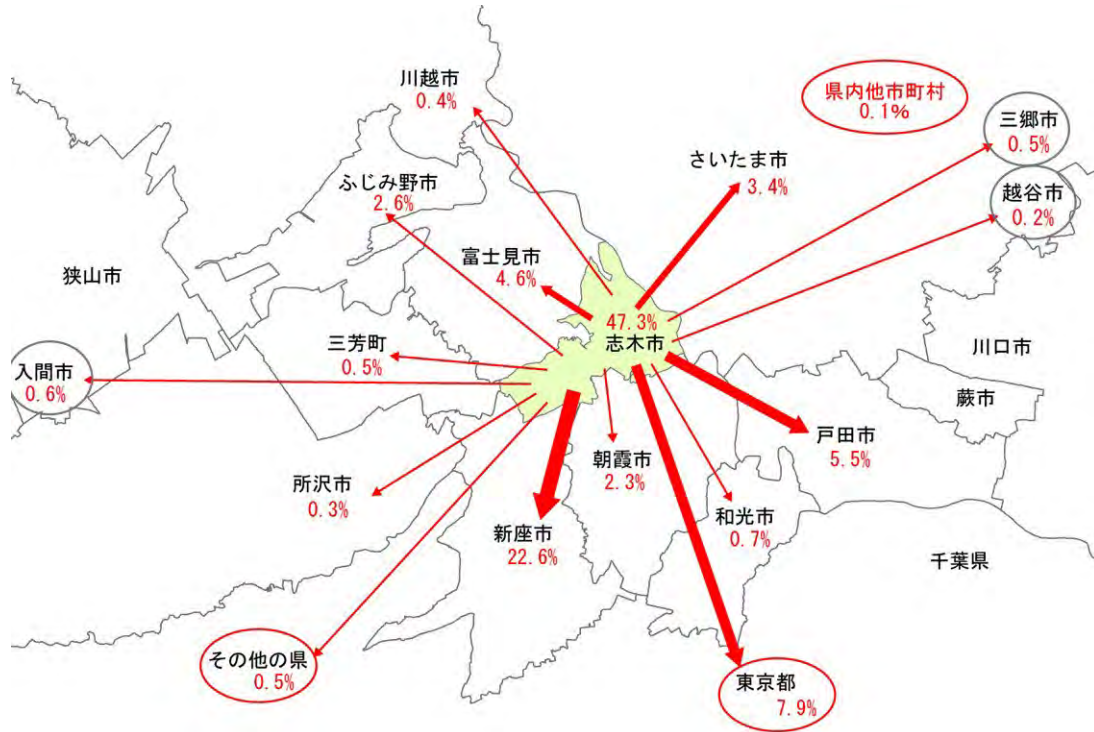 川越市
0.4%
県内他市町村
0.1%
三郷市
0.5%
さいたま市
3.4%
ふじみ野市
2.6%
越谷市
0.2%
富士見市
4.6%
狭山市
47.3%
志木市
三芳町
0.5%
川口市
入間市
0.6%
蕨市
戸田市
5.5%
朝霞市
2.3%
所沢市
0.3%
和光市
0.7%
新座市
22.6%
千葉県
その他の県
0.5%
東京都
7.9%